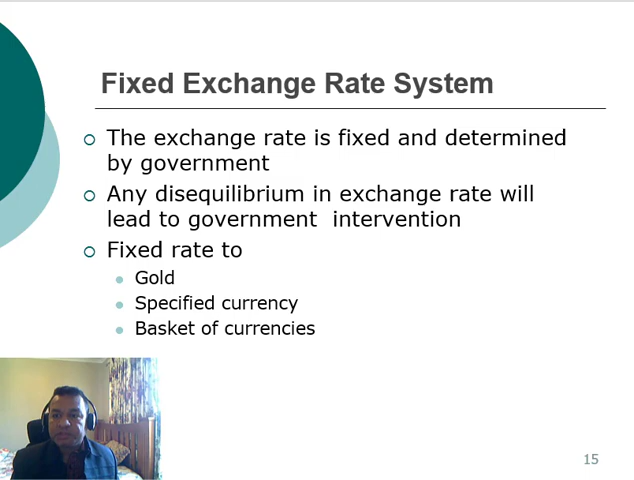 Fixed Exchange Rate System
The exchange rate is fixed and determined
by government
Any disequilibrium in exchange rate will
lead to government intervention
Fixed rate to
Gold
Specified currency
Basket of currencies
15